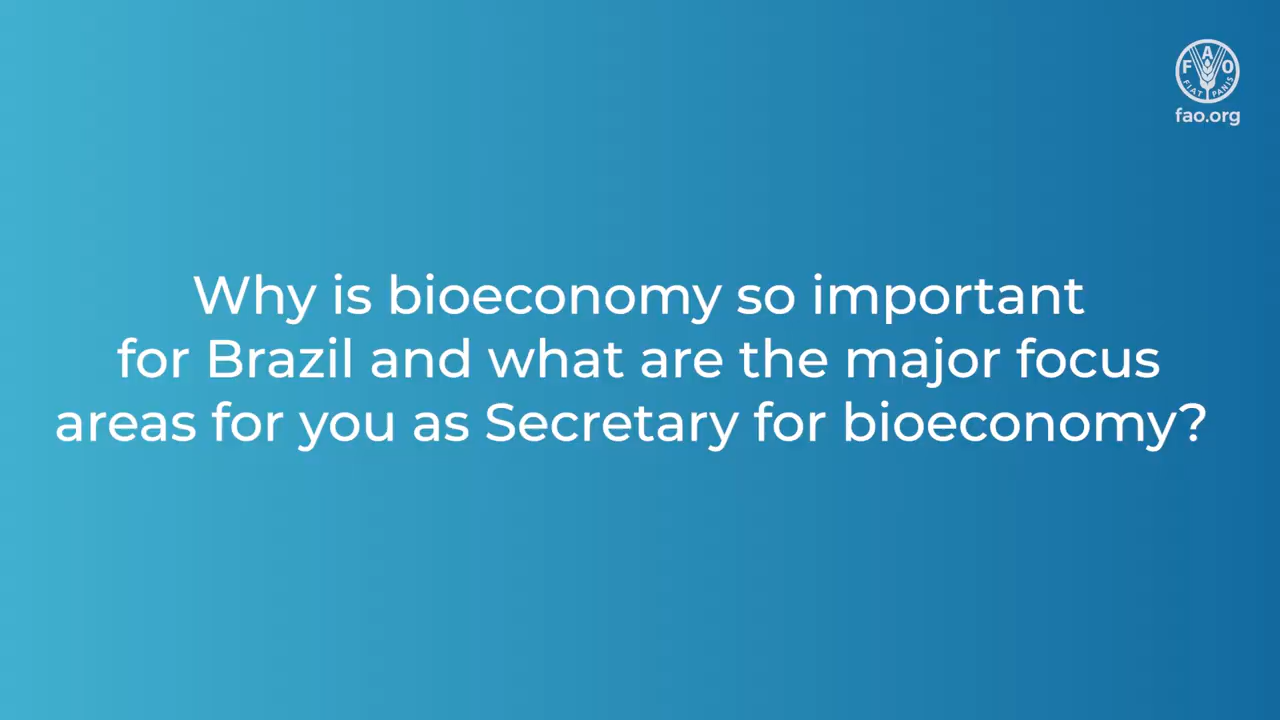 F A O
FIAT PANIS
fao.org
Why is bioeconomy so important
for Brazil and what are the major focus
areas for you as Secretary for bioeconomy?